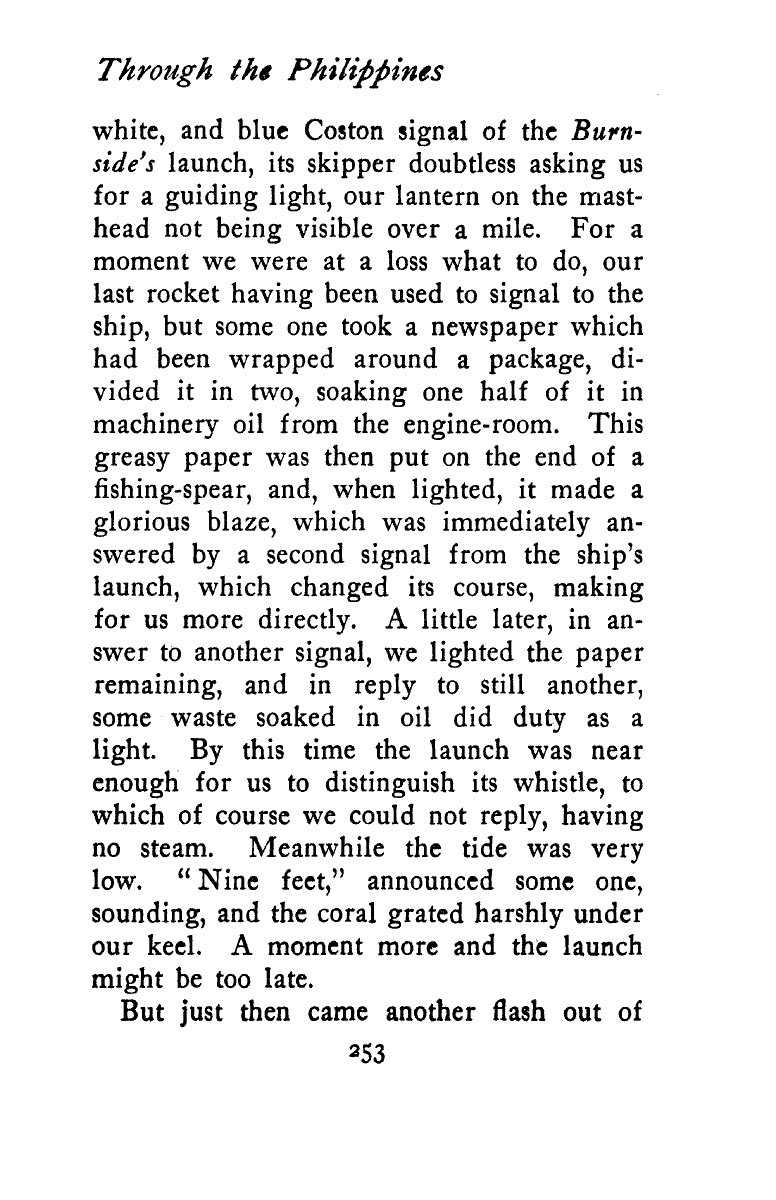 Through the Philippines
white, and blue Coston signal of the Burn-
side's launch, its skipper doubtless asking us
for a guiding light, our lantern on the mast-
head not being visible over a mile. For a
moment we were at a loss what to do, our
last rocket having been used to signal to the
ship, but some one took a newspaper which
had been wrapped around a package, di-
vided it in two, soaking one half of it in
machinery oil from the engine-room. This
greasy paper was then put on the end of a
fishing-spear, and, when lighted, it made a
glorious blaze, which was immediately an-
swered by a second signal from the ship's
launch, which changed its course, making
for us more directly. A little later, in an-
swer to another signal, we lighted the paper
remaining, and in reply to still another,
some waste soaked in oil did duty as a
light. By this time the launch was near
enough for us to distinguish its whistle, to
which of course we could not reply, having
no steam. Meanwhile the tide was very
low. "Nine feet," announced some one,
sounding, and the coral grated harshly under
our keel. A moment more and the launch
might be too late.
But just then came another flash out of
253